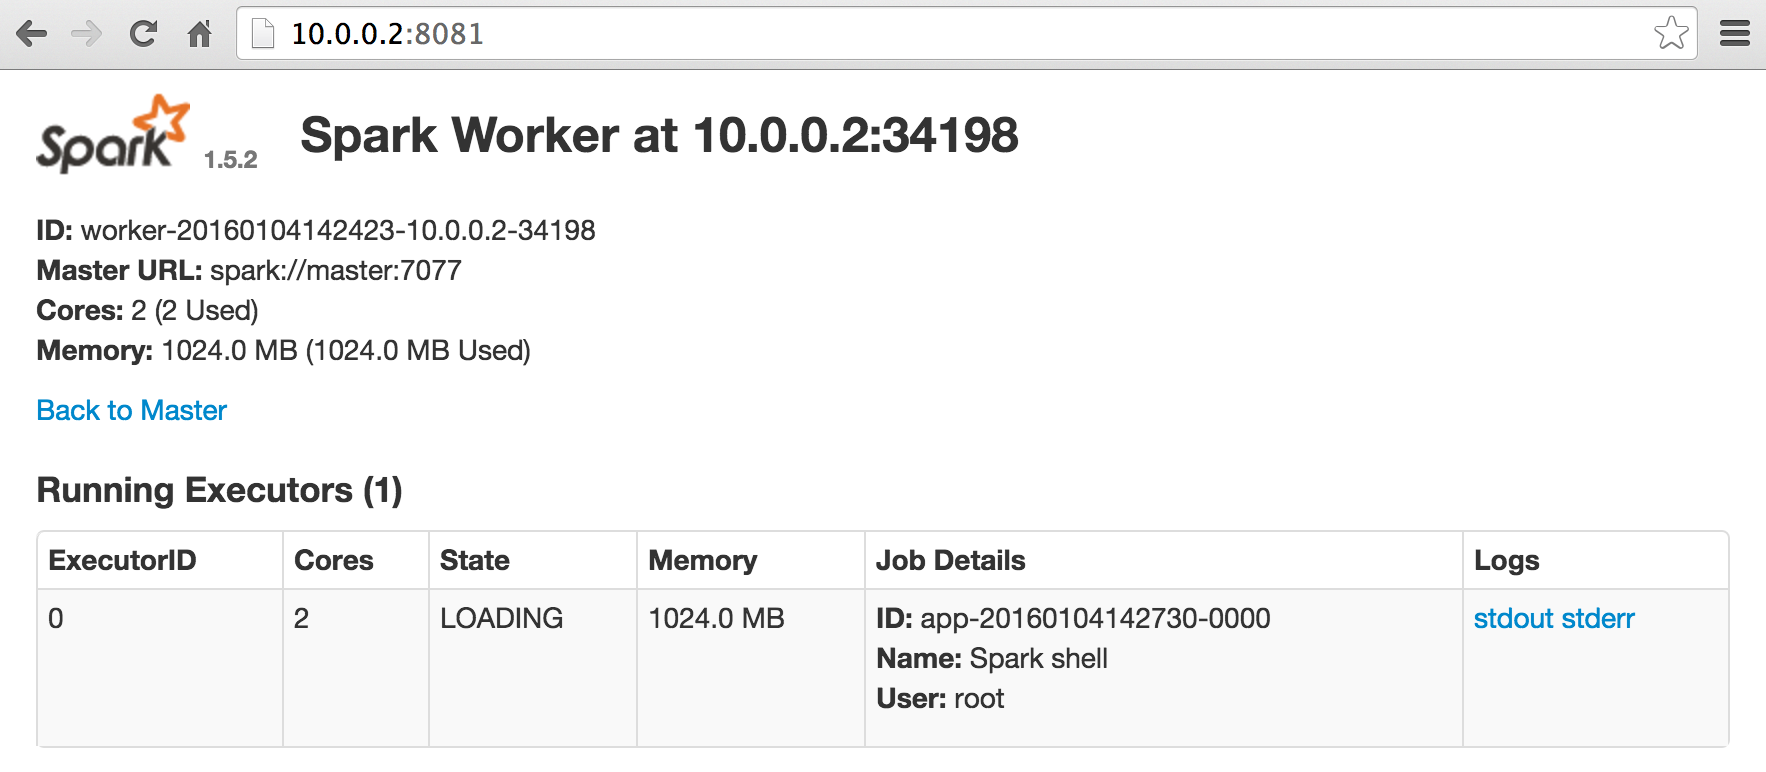 10.0.0.2:8081
Spark 1.5.2 Spark Worker at 10.0.0.2:34198
ID: worker-20160104142423-10.0.0.2-34198
Master URL: spark://master:7077
Cores: 2 (2 Used)
Memory: 1024.0 MB (1024.0 MB Used)
Back to Master
Running Executors (1)
ExecutorID Cores State Memory Job Details Logs
0 2 LOADING 1024.0 MB ID: app-20160104142730-0000 stdout stderr
Name: Spark shell
User: root